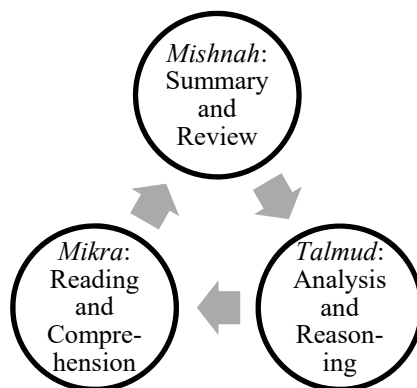 Mishnah:
Summary
and
Review
Mikra:
Reading
and
Compre-
hension
Talmud:
Analysis
and
Reason-
ing